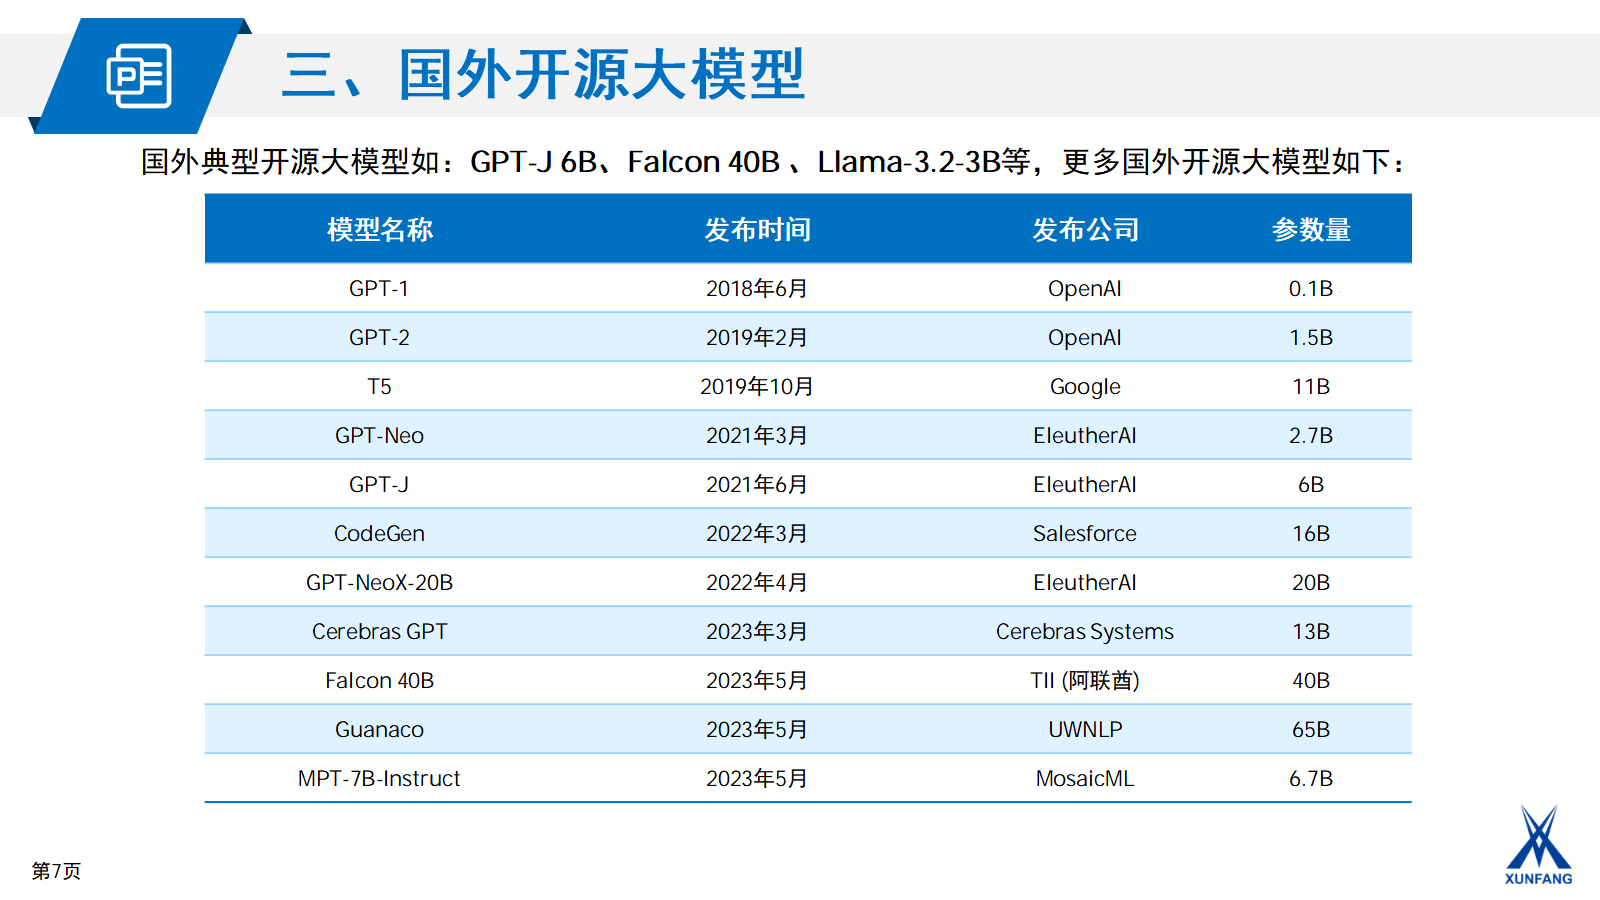 三、国外开源大模型
国外典型开源大模型如：GPT-J 6B、Falcon 40B 、Llama-3.2-3B等，更多国外开源大模型如下：
模型名称 发布时间 发布公司 参数量
GPT-1 2018年6月 OpenAI 0.1B
GPT-2 2019年2月 OpenAI 1.5B
T5 2019年10月 Google 11B
GPT-Neo 2021年3月 EleutherAI 2.7B
GPT-J 2021年6月 EleutherAI 6B
CodeGen 2022年3月 Salesforce 16B
GPT-NeoX-20B 2022年4月 EleutherAI 20B
Cerebras GPT 2023年3月 Cerebras Systems 13B
Falcon 40B 2023年5月 TII (阿联酋) 40B
Guanaco 2023年5月 UWNLP 65B
MPT-7B-Instruct 2023年5月 MosaicML 6.7B
第7页
XUNFANG